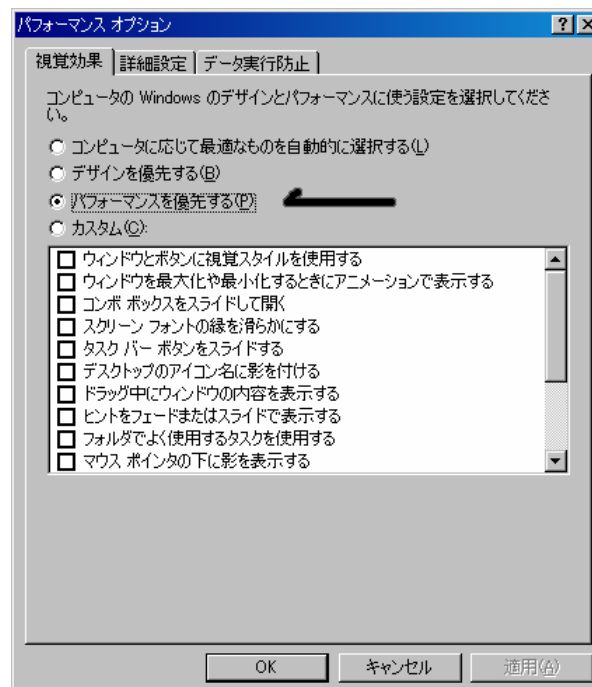 パフォーマンス オプション
視覚効果 詳細設定 データ実行防止
コンピュータの Windows のデザインとパフォーマンスに使う設定を選択してくださ
い。
コンピュータに応じて最適なものを自動的に選択する(L)
デザインを優先する(B)
パフォーマンスを優先する(P)
カスタム(C):
ウィンドウとボタンに視覚スタイルを使用する
ウィンドウを最大化や最小化するときにアニメーションで表示する
コンボ ボックスをスライドして開く
スクリーン フォントの縁を滑らかにする
タスク バー ボタンをスライドする
デスクトップのアイコン名に影を付ける
ドラッグ中にウィンドウの内容を表示する
ヒントをフェードまたはスライドで表示する
フォルダでよく使用するタスクを使用する
マウス ポインタの下に影を表示する
OK キャンセル 適用(A)